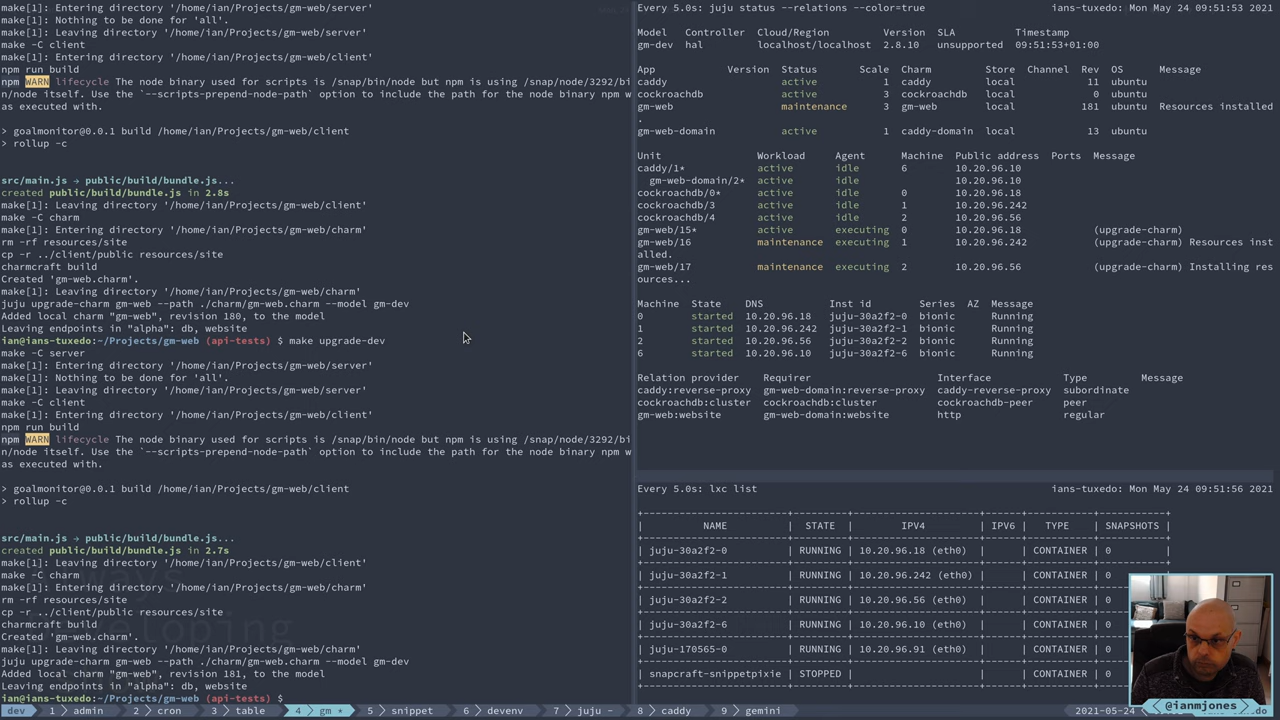 make[1]: Entering directory '/home/ian/Projects/gm-web/server'
make[1]: Nothing to be done for 'all'.
make[1]: Leaving directory '/home/ian/Projects/gm-web/server'
make -C client
make[1]: Entering directory '/home/ian/Projects/gm-web/client'
npm run build
npm WARN lifecycle The node binary used for scripts is /snap/bin/node but npm is using /snap/node/3292/bi
n/node itself. Use the `--scripts-prepend-node-path` option to include the path for the node binary npm w
as executed with.
> goalmonitor@0.0.1 build /home/ian/Projects/gm-web/client
> rollup -c
src/main.js → public/build/bundle.js...
created public/build/bundle.js in 2.8s
make[1]: Leaving directory '/home/ian/Projects/gm-web/client'
make -C charm
make[1]: Entering directory '/home/ian/Projects/gm-web/charm'
rm -rf resources/site
cp -r ../client/public resources/site
charmcraft build
Created 'gm-web.charm'.
make[1]: Leaving directory '/home/ian/Projects/gm-web/charm'
juju upgrade-charm gm-web --path ./charm/gm-web.charm --model gm-dev
Added local charm "gm-web", revision 180, to the model
Leaving endpoints in "alpha": db, website
ian@ians-tuxedo:~/Projects/gm-web (api-tests) $ make upgrade-dev
make -C server
make[1]: Entering directory '/home/ian/Projects/gm-web/server'
make[1]: Nothing to be done for 'all'.
make[1]: Leaving directory '/home/ian/Projects/gm-web/server'
make -C client
make[1]: Entering directory '/home/ian/Projects/gm-web/client'
npm run build
npm WARN lifecycle The node binary used for scripts is /snap/bin/node but npm is using /snap/node/3292/bi
n/node itself. Use the `--scripts-prepend-node-path` option to include the path for the node binary npm w
as executed with.
> goalmonitor@0.0.1 build /home/ian/Projects/gm-web/client
> rollup -c
src/main.js → public/build/bundle.js...
created public/build/bundle.js in 2.7s
make[1]: Leaving directory '/home/ian/Projects/gm-web/client'
make -C charm
make[1]: Entering directory '/home/ian/Projects/gm-web/charm'
rm -rf resources/site
cp -r ../client/public resources/site
charmcraft build
Created 'gm-web.charm'.
make[1]: Leaving directory '/home/ian/Projects/gm-web/charm'
juju upgrade-charm gm-web --path ./charm/gm-web.charm --model gm-dev
Added local charm "gm-web", revision 181, to the model
Leaving endpoints in "alpha": db, website
ian@ians-tuxedo:~/Projects/gm-web (api-tests) $
Every 5.0s: juju status --relations --color=true ians-tuxedo: Mon May 24 09:51:53 2021
Model Controller Cloud/Region Version SLA Timestamp
gm-dev hal localhost/localhost 2.8.10 unsupported 09:51:53+01:00
App Version Status Scale Charm Store Channel Rev OS Message
caddy active 1 caddy local 11 ubuntu
cockroachdb active 3 cockroachdb local 0 ubuntu
gm-web maintenance 3 gm-web local 181 ubuntu Resources installed
.
gm-web-domain active 1 caddy-domain local 13 ubuntu
Unit Workload Agent Machine Public address Ports Message
caddy/1* active idle 6 10.20.96.10
gm-web-domain/2* active idle 10.20.96.10
cockroachdb/0* active idle 0 10.20.96.18
cockroachdb/3 active idle 1 10.20.96.242
cockroachdb/4 active idle 2 10.20.96.56
gm-web/15* active executing 0 10.20.96.18 (upgrade-charm)
gm-web/16 maintenance executing 1 10.20.96.242 (upgrade-charm) Resources inst
alled.
gm-web/17 maintenance executing 2 10.20.96.56 (upgrade-charm) Installing res
ources...
Machine State DNS Inst id Series AZ Message
0 started 10.20.96.18 juju-30a2f2-0 bionic Running
1 started 10.20.96.242 juju-30a2f2-1 bionic Running
2 started 10.20.96.56 juju-30a2f2-2 bionic Running
6 started 10.20.96.10 juju-30a2f2-6 bionic Running
Relation provider Requirer Interface Type Message
caddy:reverse-proxy gm-web-domain:reverse-proxy caddy-reverse-proxy subordinate
cockroachdb:cluster cockroachdb:cluster cockroachdb-peer peer
gm-web:website gm-web-domain:website http regular
Every 5.0s: lxc list ians-tuxedo: Mon May 24 09:51:56 2021
| NAME | STATE | IPV4 | IPV6 | TYPE | SNAPSHOTS |
| juju-30a2f2-0 | RUNNING | 10.20.96.18 (eth0) | | CONTAINER | 0 |
| juju-30a2f2-1 | RUNNING | 10.20.96.242 (eth0) | | CONTAINER | 0
| juju-30a2f2-2 | RUNNING | 10.20.96.56 (eth0) | | CONTAINER | 0
| juju-30a2f2-6 | RUNNING | 10.20.96.10 (eth0) | | CONTAINER | 0
| juju-170565-0 | RUNNING | 10.20.96.91 (eth0) | | CONTAINER | 0
| snapcraft-snippetpixie | STOPPED | | | CONTAINER | 0
dev 1 admin 2 cron 3 table 4 gm * 5 snippet 6 devenv 7 juju - 8 caddy 9 gemini 2021-05-24
@ianmjones